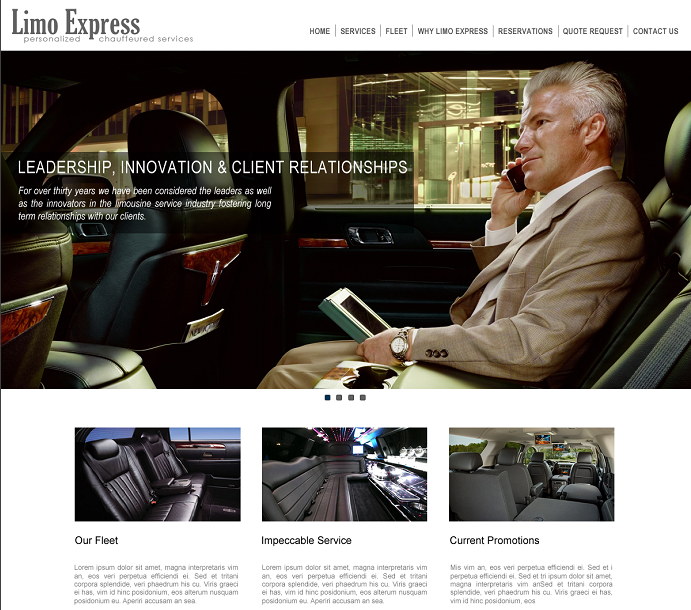 Limo Express
personalized chauffeured services
HOME SERVICES FLEET WHY LIMO EXPRESS RESERVATIONS QUOTE REQUEST CONTACT US
LEADERSHIP, INNOVATION & CLIENT RELATIONSHIPS
For over thirty years we have been considered the leaders as well
as the innovators in the limousine service industry fostering long
term relationships with our clients.
Our Fleet
Lorem ipsum dolor sit amet, magna interpretaris vim
an, eos veri perpetua efficiendi ei. Sed et tritani
corpora splendide, veri phaedrum his cu. Viris graeci
ei has, vim id hinc posidonium, eos alterum nusquam
posidonium eu. Aperiri accusam an sea.
Impeccable Service
Lorem ipsum dolor sit amet, magna interpretaris vim
an, eos veri perpetua efficiendi ei. Sed et tritani
corpora splendide, veri phaedrum his cu. Viris graeci
ei has, vim id hinc posidonium, eos alterum nusquam
posidonium eu. Aperiri accusam an sea.
Current Promotions
Mis vim an, eos veri perpetua efficiendi ei. Sed et i
perpetua efficiendi ei. Sed et tri ipsum dolor sit amet,
magna interpretaris vim anSed et tritani corpora
splendide, veri phaedrum his cu. Viris graeci ei has,
vim id hinc posidonium, eos